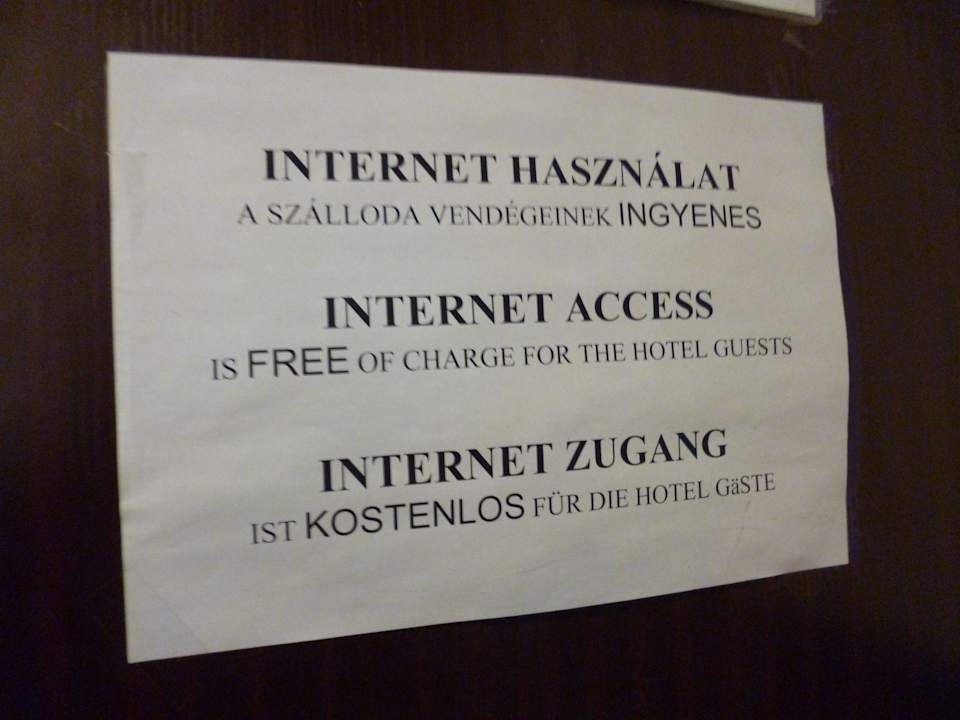 INTERNET HASZNÁLAT
A SZÁLLODA VENDÉGEINEK INGYENES
INTERNET ACCESS
IS FREE OF CHARGE FOR THE HOTEL GUESTS
INTERNET ZUGANG
IST KOSTENLOS FÜR DIE HOTEL GäSTE